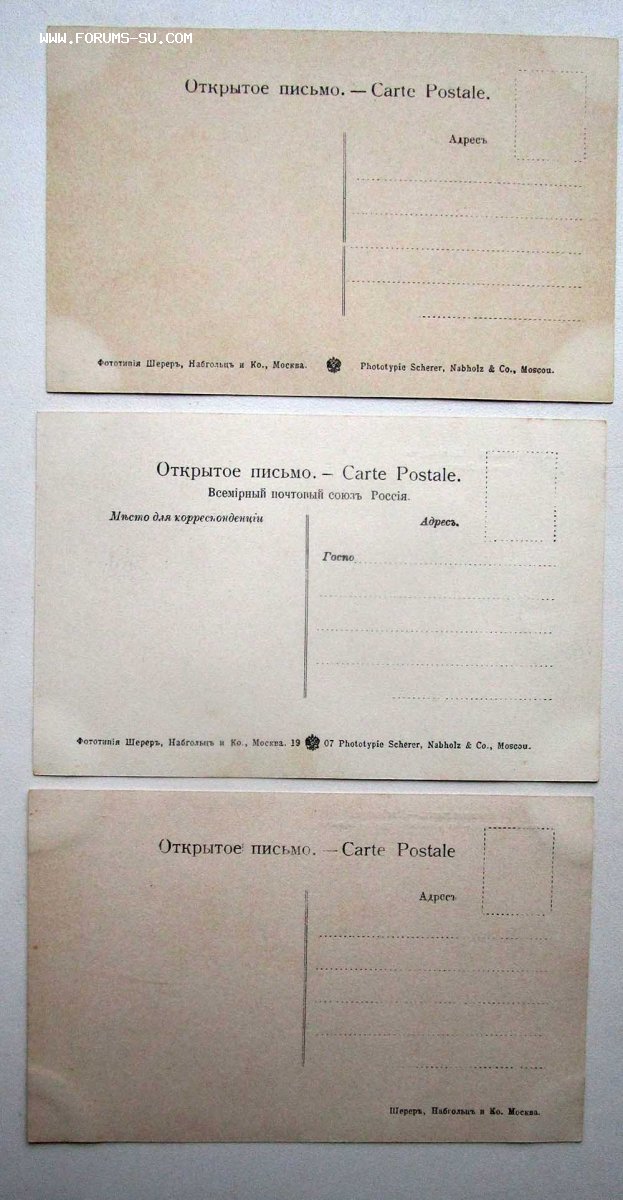 WWW.FORUMS-SU.COM
Открытое письмо. — Carte Postale.
Адресъ
Фототипія Шереръ, Набгольцъ и Ко., Москва. Phototypie Scherer, Nabholz & Co., Moscou.
Открытое письмо. – Carte Postale.
Всемірный почтовый союзъ Россія.
Мѣсто для корресьонденціи
Адресъ.
Госпо
Фототипія Шереръ, Набгольцъ и Ко., Москва. 19 07 Phototypie Scherer, Nabholz & Co., Moscou.
Открытое письмо. — Carte Postale
Адресъ
Шереръ, Набгольцъ и Ко. Москва.